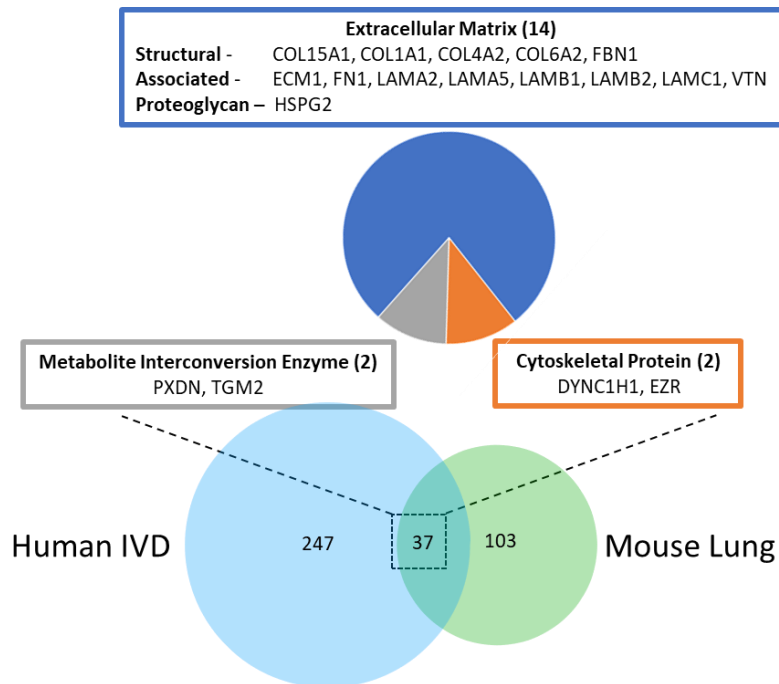 Extracellular Matrix (14)
Structural - COL15A1, COL1A1, COL4A2, COL6A2, FBN1
Associated - ECM1, FN1, LAMA2, LAMA5, LAMB1, LAMB2, LAMC1, VTN
Proteoglycan – HSPG2
Metabolite Interconversion Enzyme (2)
PXDN, TGM2
Cytoskeletal Protein (2)
DYNC1H1, EZR
Human IVD
247
37
103
Mouse Lung